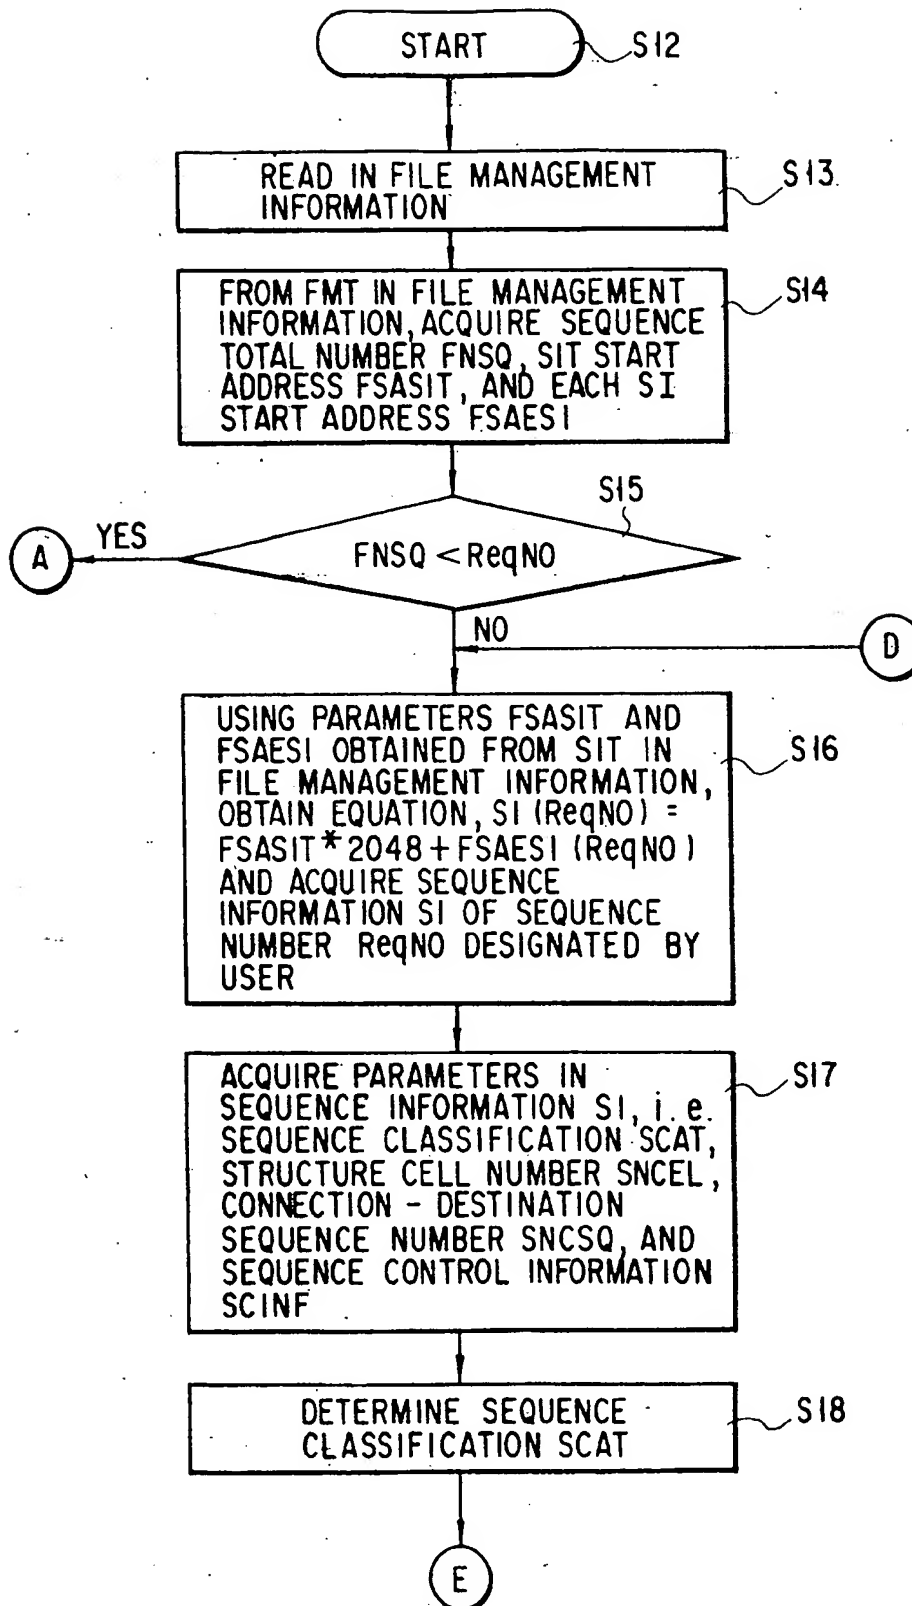 START
S12
READ IN FILE MANAGEMENT
INFORMATION
S13
FROM FMT IN FILE MANAGEMENT
INFORMATION, ACQUIRE SEQUENCE
TOTAL NUMBER FNSQ, SIT START
ADDRESS FSASIT, AND EACH SI
START ADDRESS FSAESI
S14
S15
A
YES
FNSQ < ReqNO
NO
D
USING PARAMETERS FSASIT AND
FSAESI OBTAINED FROM SIT IN
FILE MANAGEMENT INFORMATION,
OBTAIN EQUATION, SI (ReqNO) =
FSASIT * 2048 + FSAESI (ReqNO)
AND ACQUIRE SEQUENCE
INFORMATION SI OF SEQUENCE
NUMBER ReqNO DESIGNATED BY
USER
S16
ACQUIRE PARAMETERS IN
SEQUENCE INFORMATION SI, i.e.
SEQUENCE CLASSIFICATION SCAT,
STRUCTURE CELL NUMBER SNCEL,
CONNECTION - DESTINATION
SEQUENCE NUMBER SNCSQ, AND
SEQUENCE CONTROL INFORMATION
SCINF
S17
DETERMINE SEQUENCE
CLASSIFICATION SCAT
S18
E